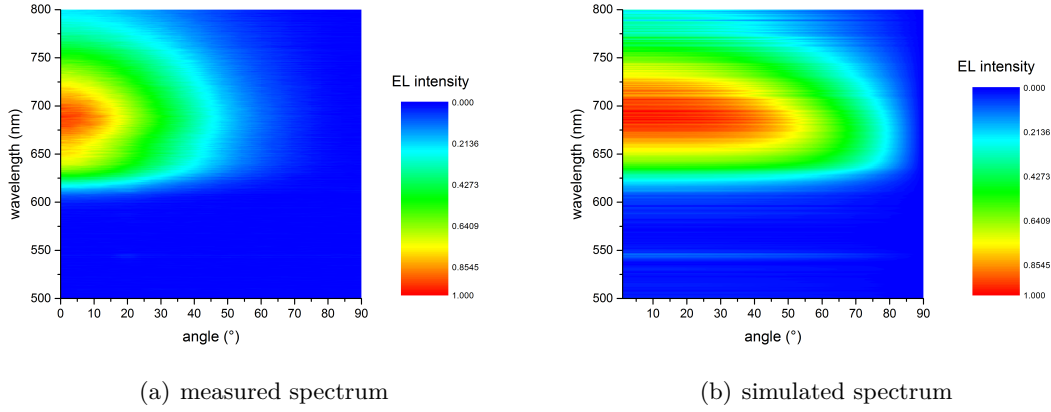 800
750
700
650
600
550
500
wavelength (nm)
0 10 20 30 40 50 60 70 80 90
angle (°)
EL intensity
0.000
0.2136
0.4273
0.6409
0.8545
1.000
(a) measured spectrum
800
750
700
650
600
550
500
wavelength (nm)
10 20 30 40 50 60 70 80 90
angle (°)
EL intensity
0.000
0.2136
0.4273
0.6409
0.8545
1.000
(b) simulated spectrum